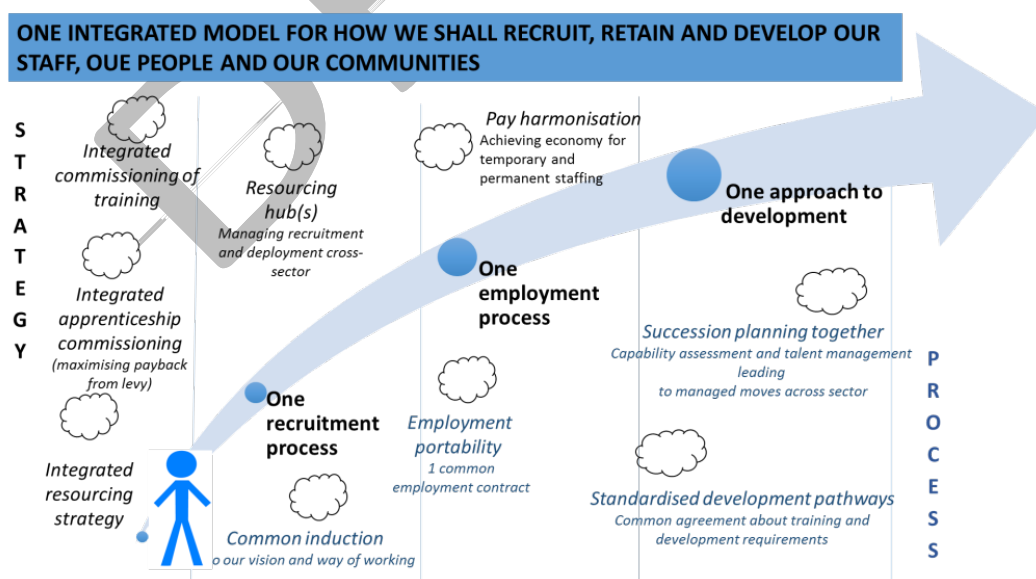 ONE INTEGRATED MODEL FOR HOW WE SHALL RECRUIT, RETAIN AND DEVELOP OUR
STAFF, OUE PEOPLE AND OUR COMMUNITIES
STRATEGY
Integrated
commissioning of
training
Integrated
apprenticeship
commissioning
(maximising payback
from levy)
Integrated
resourcing
strategy
Resourcing
hub(s)
Managing recruitment
and deployment cross-
sector
One
recruitment
process
Common induction
o our vision and way of working
Pay harmonisation
Achieving economy for
temporary and
permanent staffing
One
employment
process
Employment
portability
1 common
employment contract
One approach to
development
Succession planning together
Capability assessment and talent management
leading
to managed moves across sector
Standardised development pathways
Common agreement about training and
development requirements
PROCESS